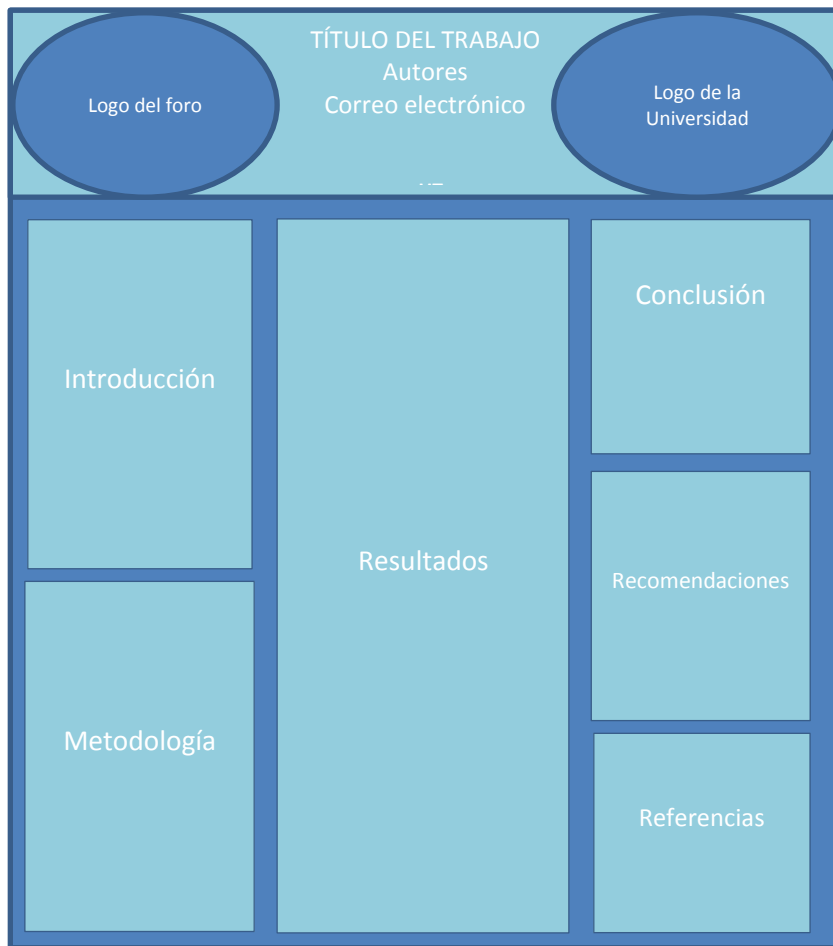 Logo del foro
TÍTULO DEL TRABAJO
Autores
Correo electrónico
Logo de la
Universidad
Introducción
Metodología
Resultados
Conclusión
Recomendaciones
Referencias